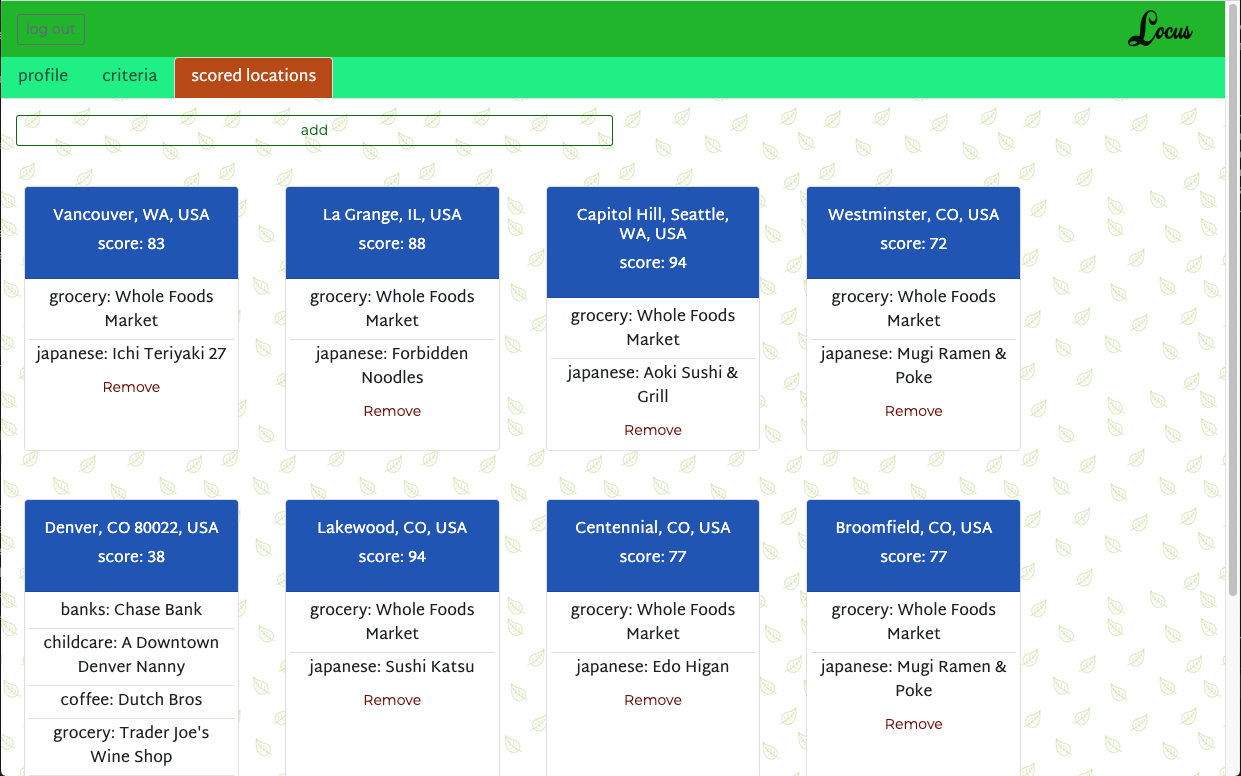 log out
Locus
profile
criteria
scored locations
add
Vancouver, WA, USA
score: 83
grocery: Whole Foods
Market
japanese: Ichi Teriyaki 27
Remove
La Grange, IL, USA
score: 88
grocery: Whole Foods
Market
japanese: Forbidden
Noodles
Remove
Capitol Hill, Seattle,
WA, USA
score: 94
grocery: Whole Foods
Market
japanese: Aoki Sushi &
Grill
Remove
Westminster, CO, USA
score: 72
grocery: Whole Foods
Market
japanese: Mugi Ramen &
Poke
Remove
Denver, CO 80022, USA
score: 38
banks: Chase Bank
childcare: A Downtown
Denver Nanny
coffee: Dutch Bros
grocery: Trader Joe's
Wine Shop
Lakewood, CO, USA
score: 94
grocery: Whole Foods
Market
japanese: Sushi Katsu
Remove
Centennial, CO, USA
score: 77
grocery: Whole Foods
Market
japanese: Edo Higan
Remove
Broomfield, CO, USA
score: 77
grocery: Whole Foods
Market
japanese: Mugi Ramen &
Poke
Remove